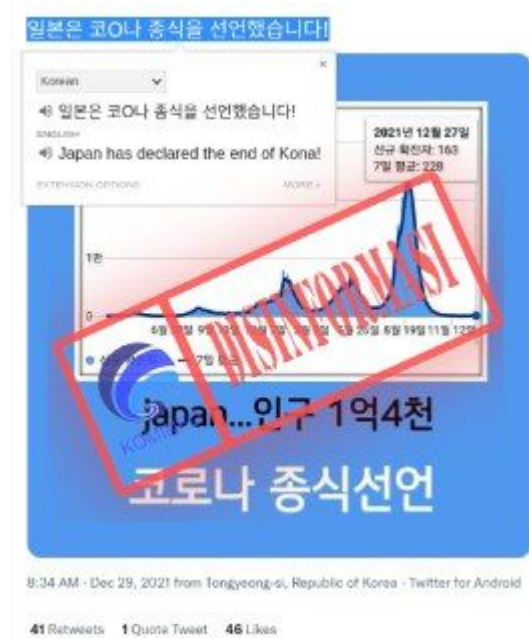 일본은 코O나 종식을 선언했습니다!
×
Korean
일본은 코O나 종식을 선언했습니다!
ENGLISH
Japan has declared the end of Kona!
EXTENSION OPTIONS
MORE »
2021년 12월 27일
신규 확진자: 163
7일 평균: 228
1만
0
DISINFORMASI
japan...인구 1억4천
코로나 종식선언
8:34 AM · Dec 29, 2021 from Tongyeong-si, Republic of Korea · Twitter for Android
41 Retweets 1 Quote Tweet 46 Likes